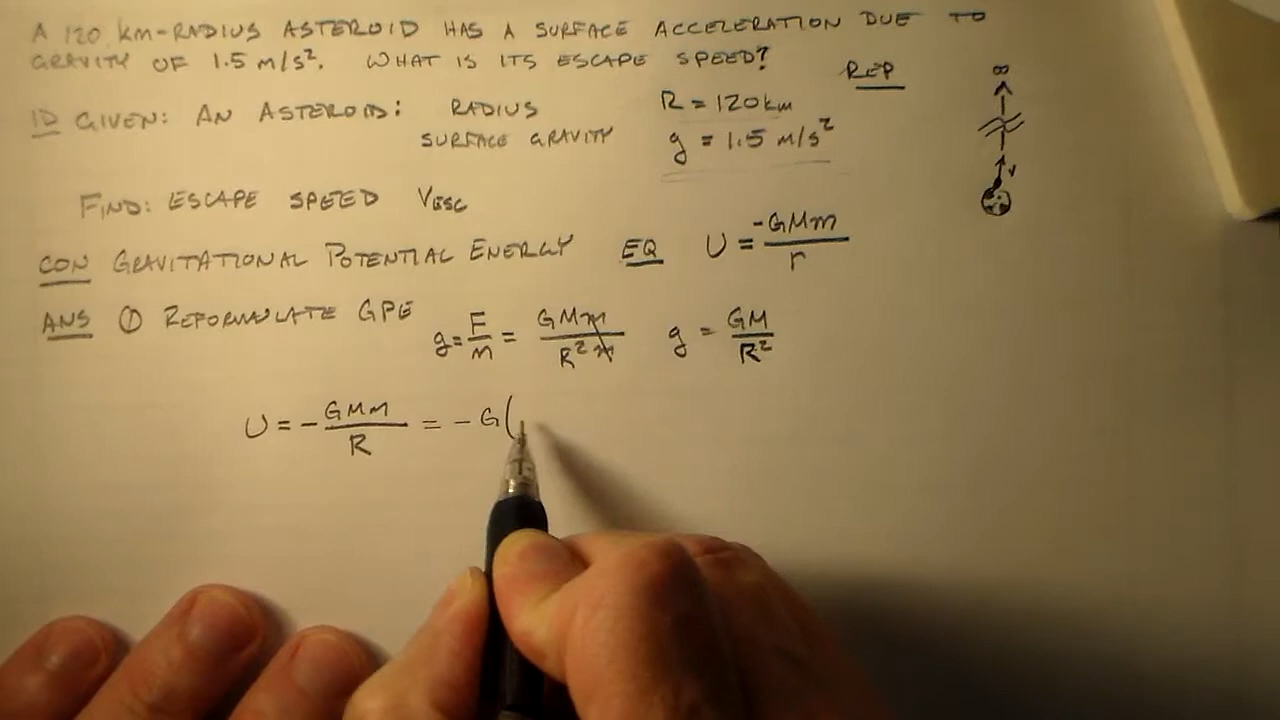 A 120 km-RADIUS ASTEROID HAS A SURFACE ACCELERATION DUE TO
GRAVITY OF 1.5 m/s². WHAT IS ITS ESCAPE SPEED?
REP
∞
ID GIVEN: AN ASTEROID: RADIUS R = 120 km
SURFACE GRAVITY g = 1.5 m/s²
v
FIND: ESCAPE SPEED VESC
CON GRAVITATIONAL POTENTIAL ENERGY EQ U = -GMm/r
ANS ① REFORMULATE GPE g = F/m = GMm/R²m g = GM/R²
U = - GMm/R = - G(